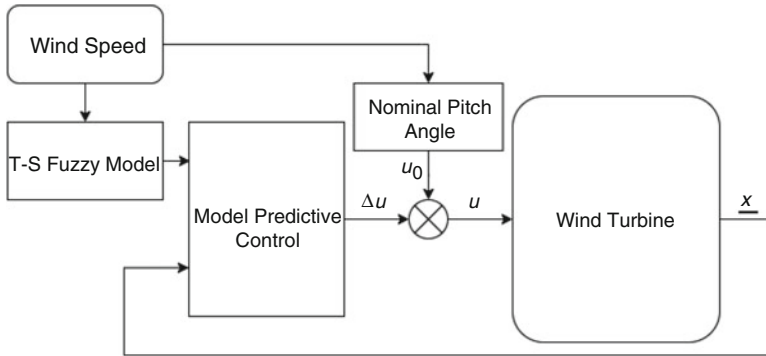 Wind Speed
Nominal Pitch
Angle
T-S Fuzzy Model
u0
Model Predictive
Control
Δu
u
Wind Turbine
x